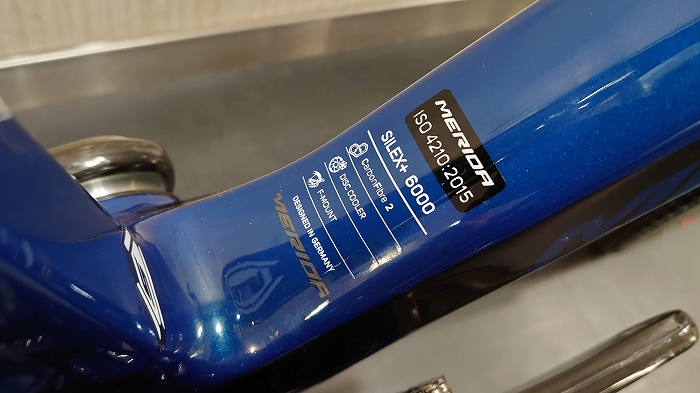 MERIDA
ISO 4210:2015
SILEX+ 6000
CarbonFibre 2
DISC COOLER
F-MOUNT
DESIGNED IN GERMANY
MERIDA